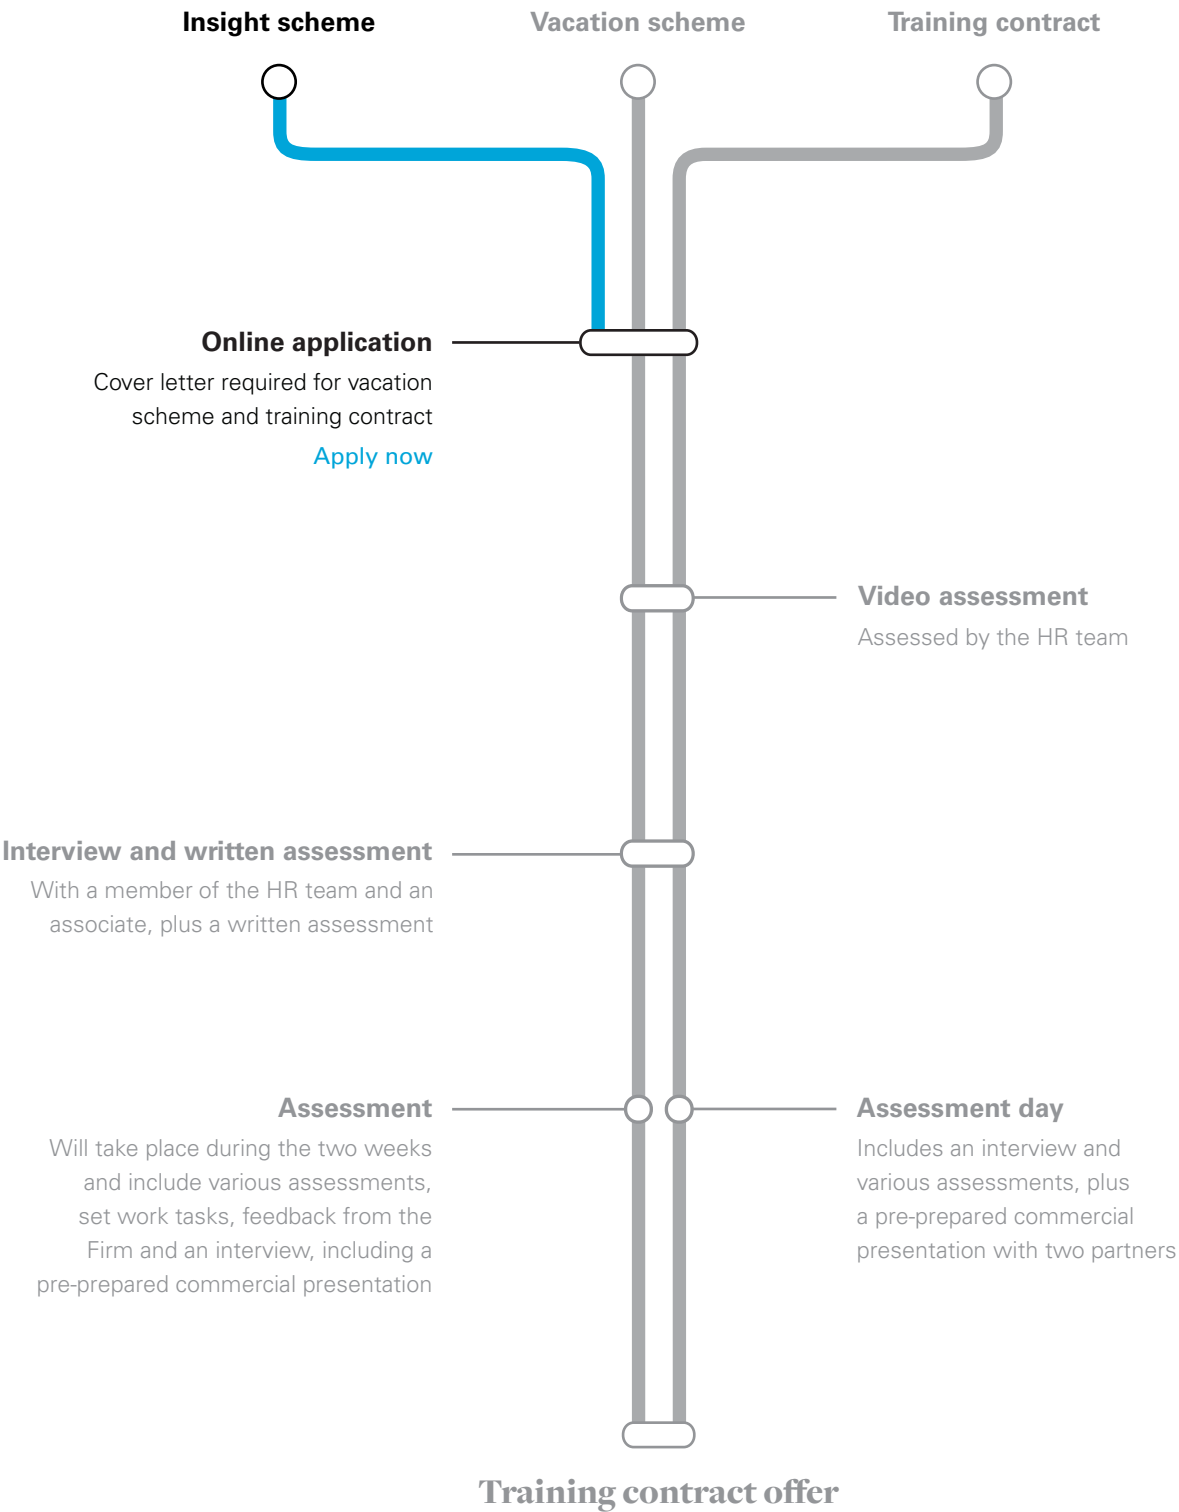 Insight scheme
Vacation scheme
Training contract
Online application
Cover letter required for vacation
scheme and training contract
Apply now
Video assessment
Assessed by the HR team
Interview and written assessment
With a member of the HR team and an
associate, plus a written assessment
Assessment
Will take place during the two weeks
and include various assessments,
set work tasks, feedback from the
Firm and an interview, including a
pre-prepared commercial presentation
Assessment day
Includes an interview and
various assessments, plus
a pre-prepared commercial
presentation with two partners
Training contract offer